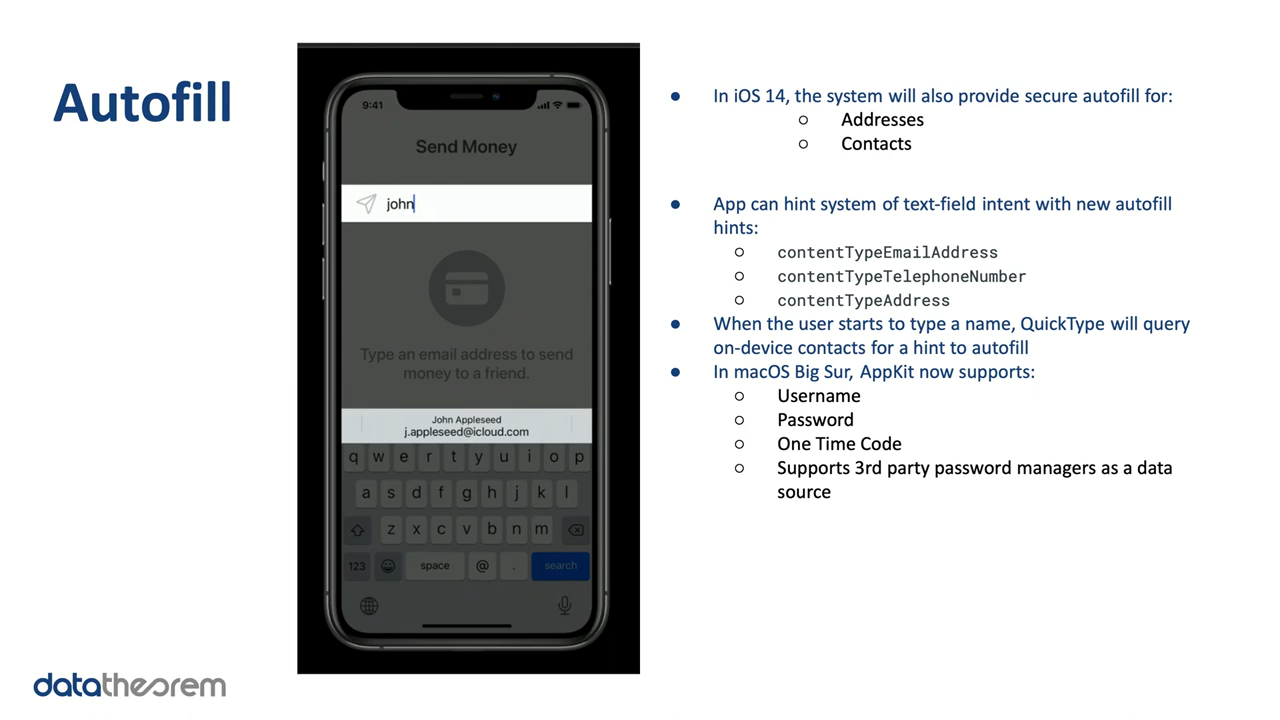 Autofill
9:41
Send Money
john
Type an email address to send
money to a friend.
John Appleseed
j.appleseed@icloud.com
q w e r t y u i o p
a s d f g h j k l
z x c v b n m
123 space @ . search
● In iOS 14, the system will also provide secure autofill for:
○ Addresses
○ Contacts
● App can hint system of text-field intent with new autofill
hints:
○ contentTypeEmailAddress
○ contentTypeTelephoneNumber
○ contentTypeAddress
● When the user starts to type a name, QuickType will query
on-device contacts for a hint to autofill
● In macOS Big Sur, AppKit now supports:
○ Username
○ Password
○ One Time Code
○ Supports 3rd party password managers as a data
source
datatheorem